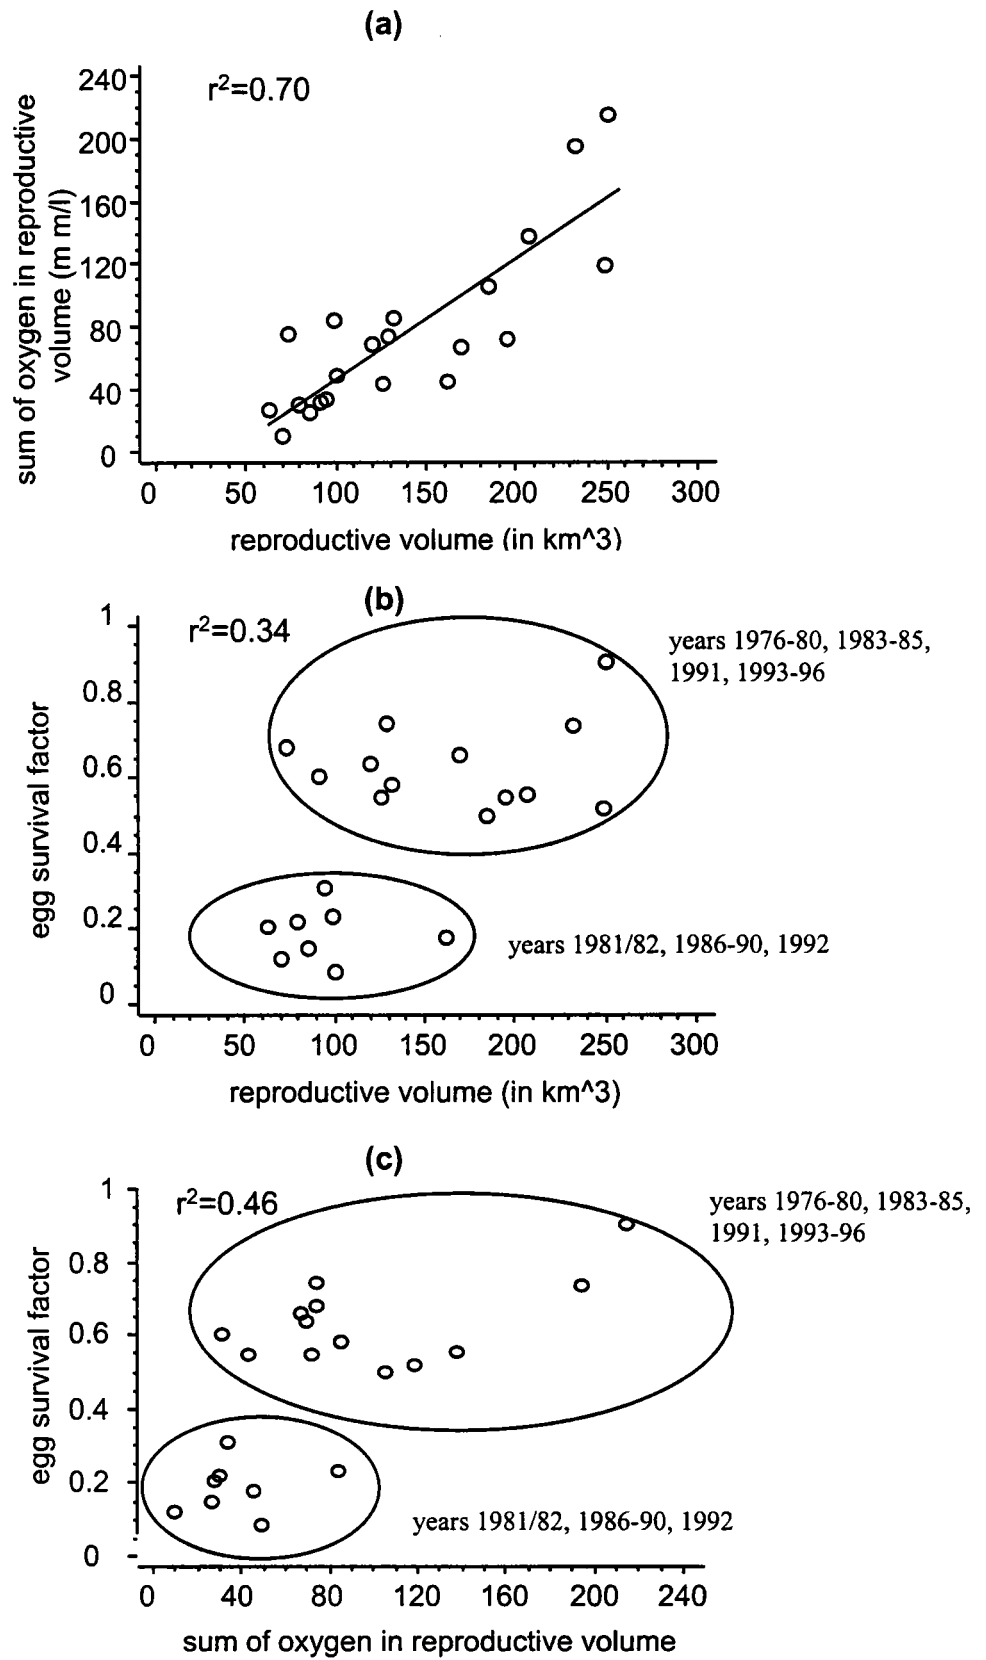 (a)
r²=0.70
240
200
160
120
80
40
0
sum of oxygen in reproductive
volume (m m/l)
0 50 100 150 200 250 300
reproductive volume (in km^3)
(b)
r²=0.34
years 1976-80, 1983-85,
1991, 1993-96
1
0.8
0.6
0.4
0.2
0
egg survival factor
years 1981/82, 1986-90, 1992
0 50 100 150 200 250 300
reproductive volume (in km^3)
(c)
r²=0.46
years 1976-80, 1983-85,
1991, 1993-96
1
0.8
0.6
0.4
0.2
0
egg survival factor
years 1981/82, 1986-90, 1992
0 40 80 120 160 200 240
sum of oxygen in reproductive volume